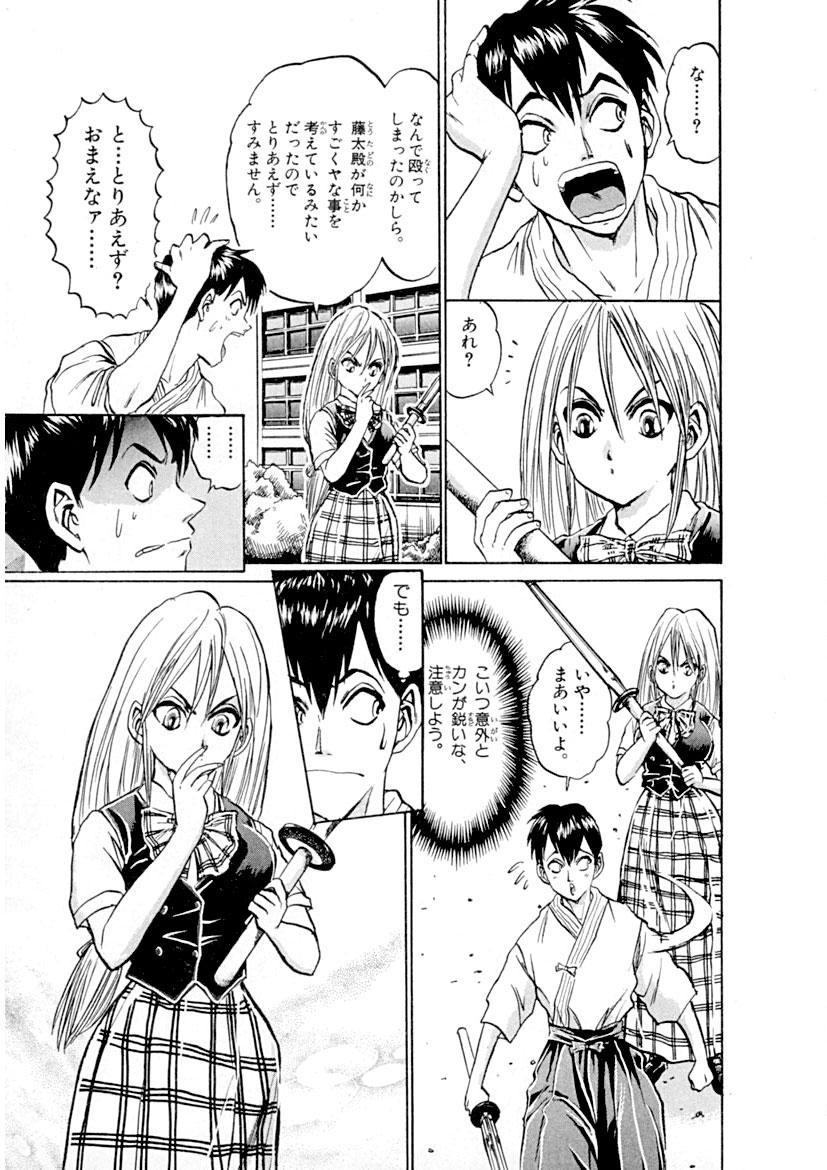 な……？
あれ？
なんで殴って
しまったのかしら。
藤太殿が何か
すごくヤな事を
考えているみたい
だったので
とりあえず……
すみません。
と…とりあえず？
おまえなァ……
………
………
いや……
まあいいよ。
こいつ意外と
カンが鋭いな、
注意しよう。
でも……